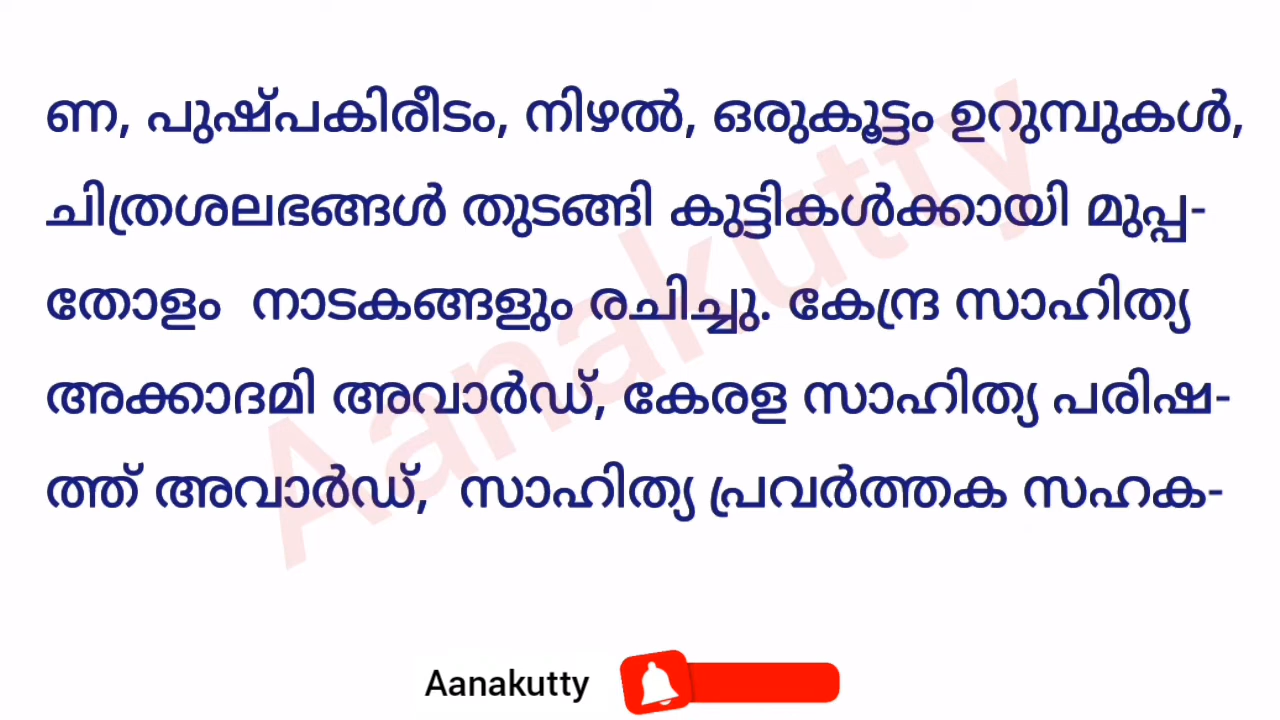 ണ, പുഷ്പകിരീടം, നിഴൽ, ഒരുകൂട്ടം ഉറുമ്പുകൾ,
ചിത്രശലഭങ്ങൾ തുടങ്ങി കുട്ടികൾക്കായി മുപ്പ-
തോളം നാടകങ്ങളും രചിച്ചു. കേന്ദ്ര സാഹിത്യ
അക്കാദമി അവാർഡ്, കേരള സാഹിത്യ പരിഷ-
ത്ത് അവാർഡ്, സാഹിത്യ പ്രവർത്തക സഹക-
Aanakutty
Aanakutty